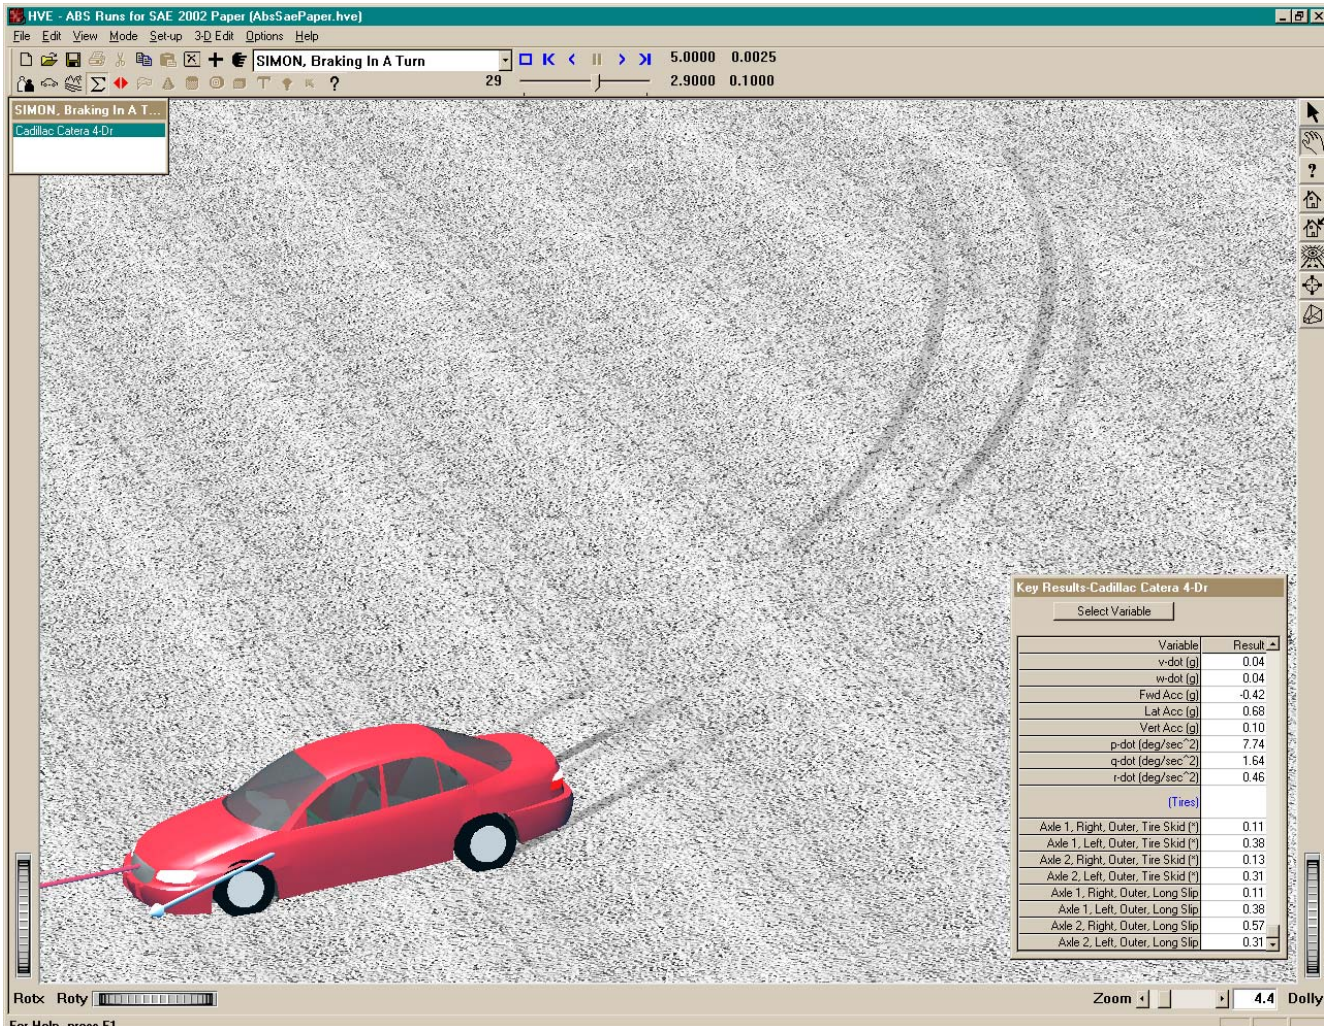 HVE - ABS Runs for SAE 2002 Paper (AbsSaePaper.hve)
File Edit View Mode Set-up 3-D Edit Options Help
SIMON, Braking In A Turn 5.0000 0.0025
? 29 2.9000 0.1000
SIMON, Braking In A T...
Cadillac Catera 4-Dr
?
Key Results-Cadillac Catera 4-Dr
Select Variable
Variable Result
v-dot (g) 0.04
w-dot (g) 0.04
Fwd Acc (g) -0.42
Lat Acc (g) 0.68
Vert Acc (g) 0.10
p-dot (deg/sec^2) 7.74
q-dot (deg/sec^2) 1.64
r-dot (deg/sec^2) 0.46
(Tires)
Axle 1, Right, Outer, Tire Skid (*) 0.11
Axle 1, Left, Outer, Tire Skid (*) 0.38
Axle 2, Right, Outer, Tire Skid (*) 0.13
Axle 2, Left, Outer, Tire Skid (*) 0.31
Axle 1, Right, Outer, Long Slip 0.11
Axle 1, Left, Outer, Long Slip 0.38
Axle 2, Right, Outer, Long Slip 0.57
Axle 2, Left, Outer, Long Slip 0.31
Rotx Roty Zoom 4.4 Dolly
For Help, press F1